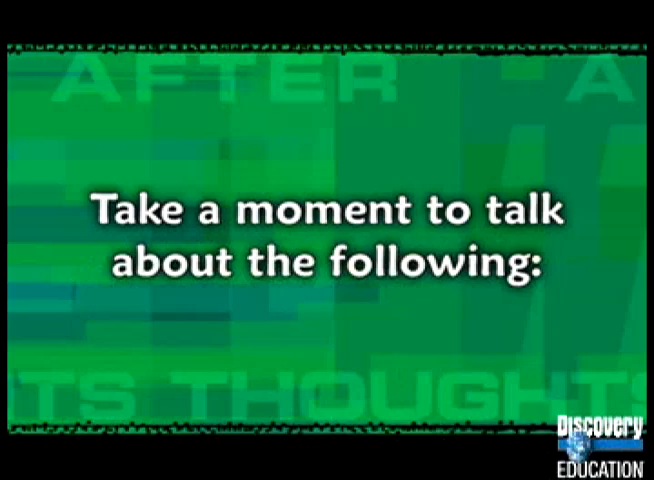 AFTER A
Take a moment to talk
about the following:
TS THOUGHTS
Discovery
EDUCATION